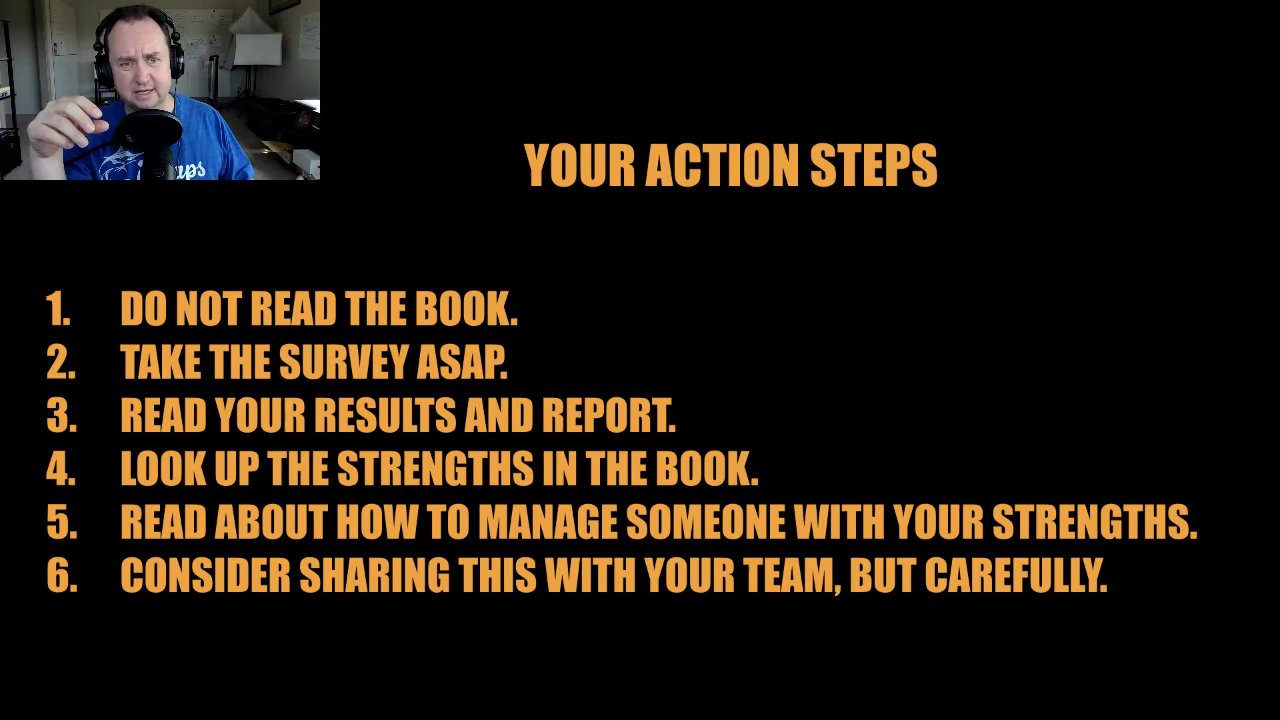 YOUR ACTION STEPS
1. DO NOT READ THE BOOK.
2. TAKE THE SURVEY ASAP.
3. READ YOUR RESULTS AND REPORT.
4. LOOK UP THE STRENGTHS IN THE BOOK.
5. READ ABOUT HOW TO MANAGE SOMEONE WITH YOUR STRENGTHS.
6. CONSIDER SHARING THIS WITH YOUR TEAM, BUT CAREFULLY.